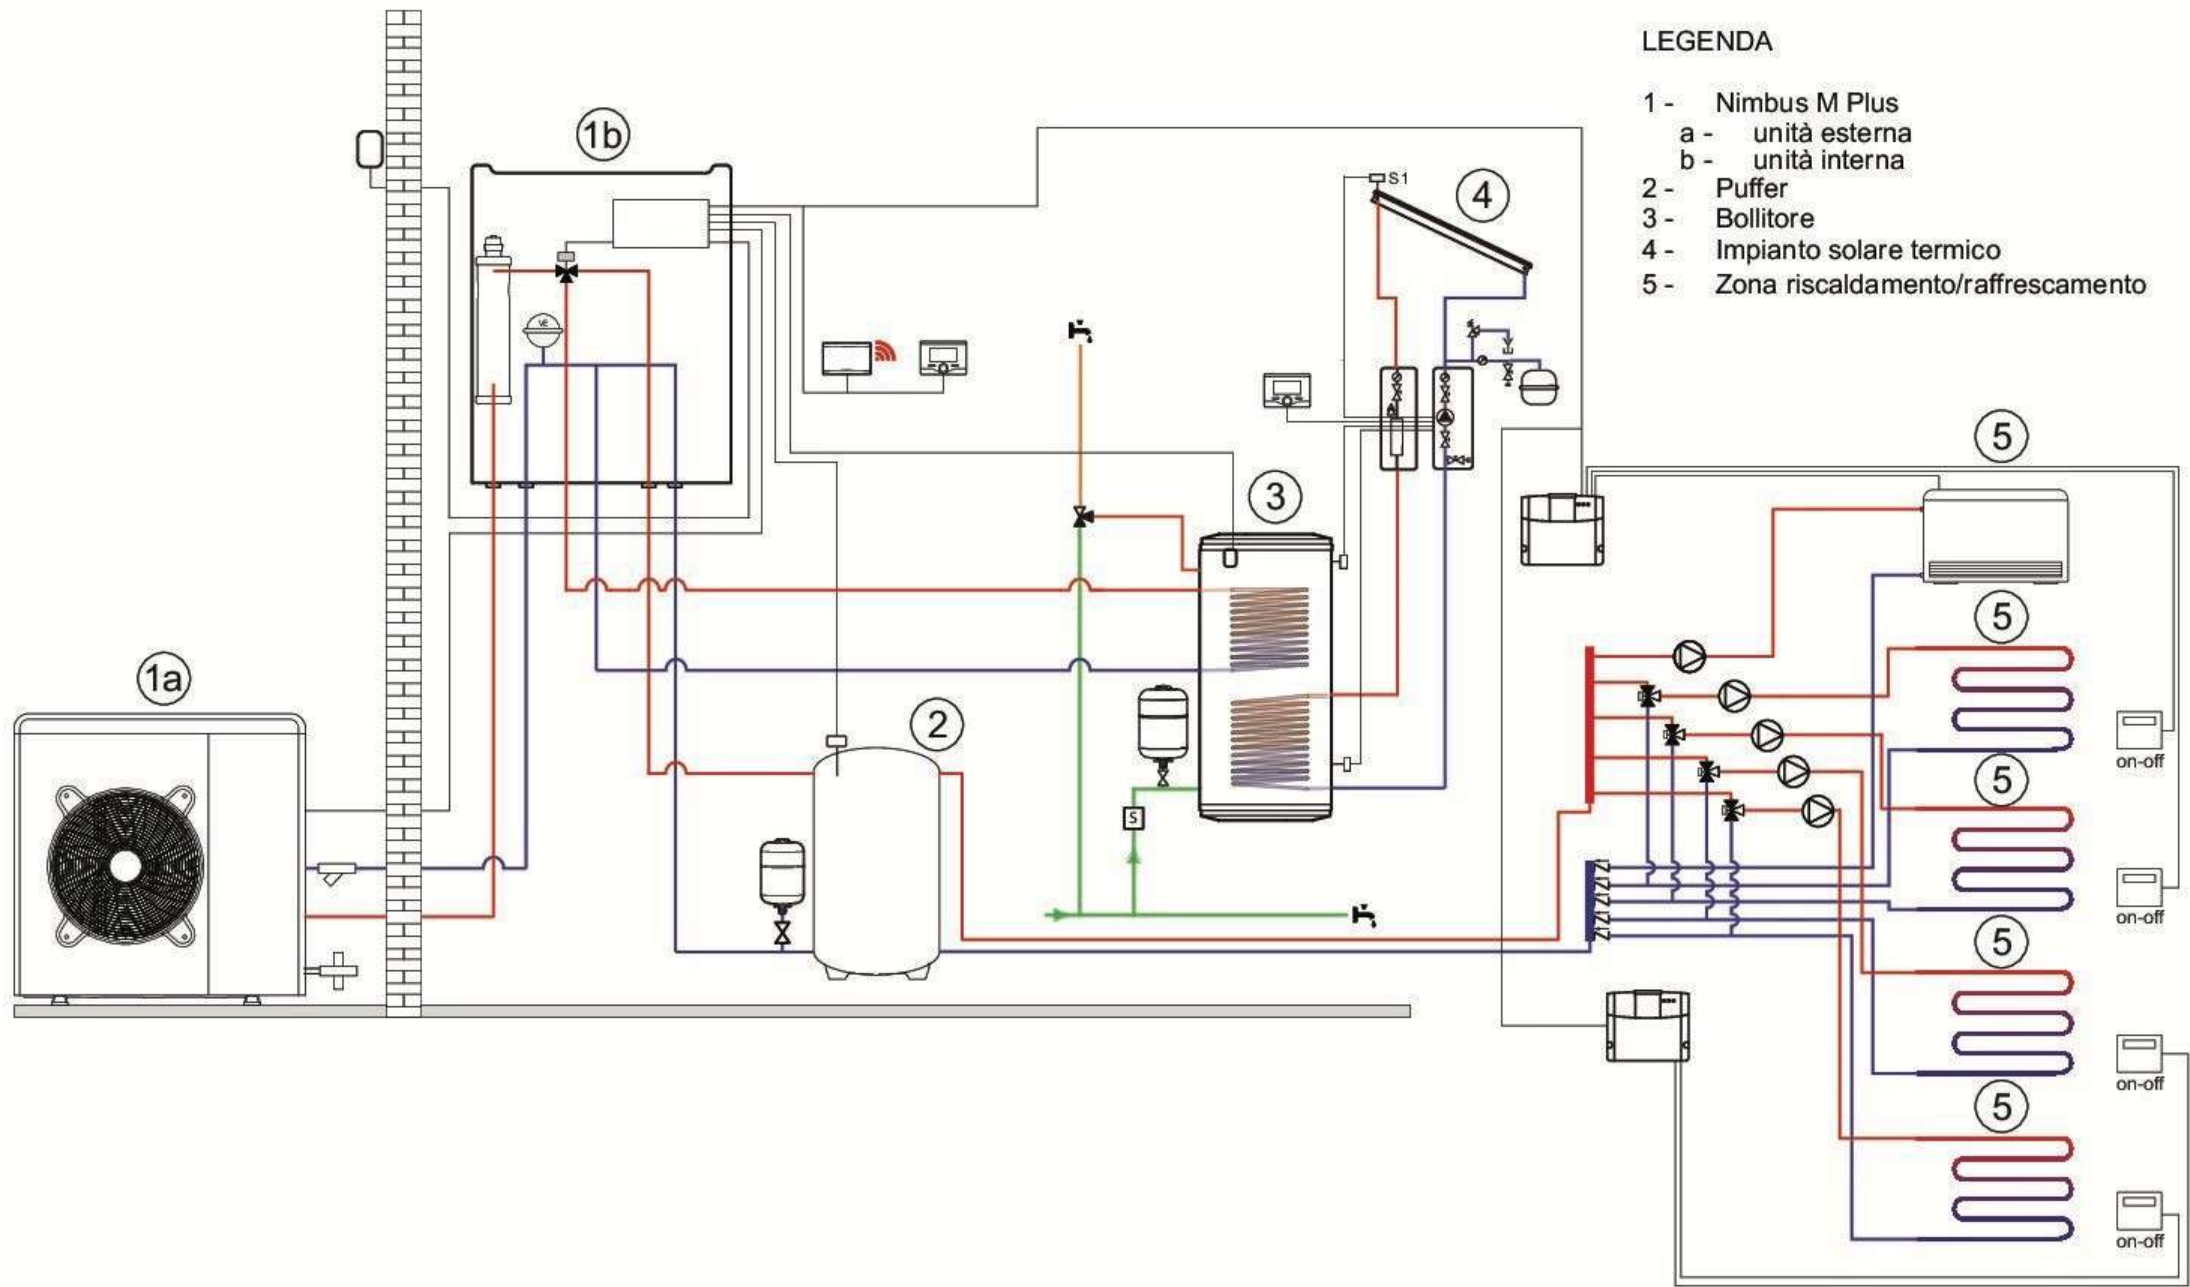 LEGENDA
1 - Nimbus M Plus
a - unità esterna
b - unità interna
2 - Puffer
3 - Bollitore
4 - Impianto solare termico
5 - Zona riscaldamento/raffrescamento
1b
S1
4
VE
5
3
5
1a
2
on-off
5
S
on-off
5
on-off
5
on-off